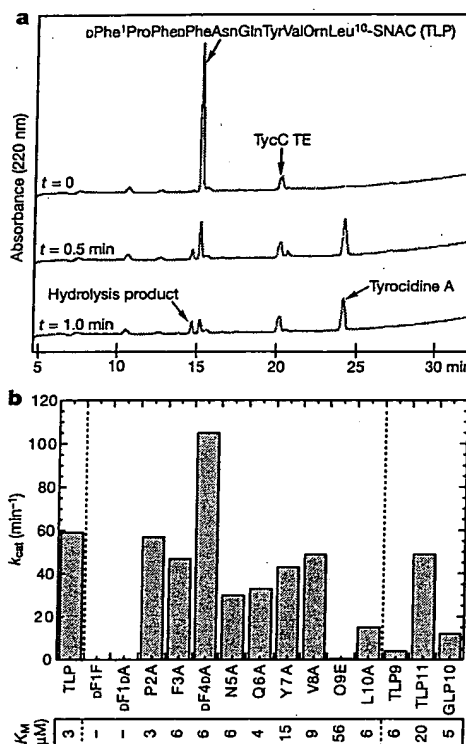 a
DPhe¹ProPheDPheAsnGlnTyrValOrnLeu¹⁰-SNAC (TLP)
Absorbance (220 nm)
TycC TE
t = 0
t = 0.5 min
Hydrolysis product
Tyrocidine A
t = 1.0 min
5 10 15 20 25 30 min
b
kcat (min⁻¹)
120
100
80
60
40
20
0
TLP DF1F DF1DA P2A F3A DF4DA N5A Q6A Y7A V8A O9E L10A TLP9 TLP11 GLP10
KM (μM) 3 – – 3 6 6 6 4 15 9 56 6 6 20 5